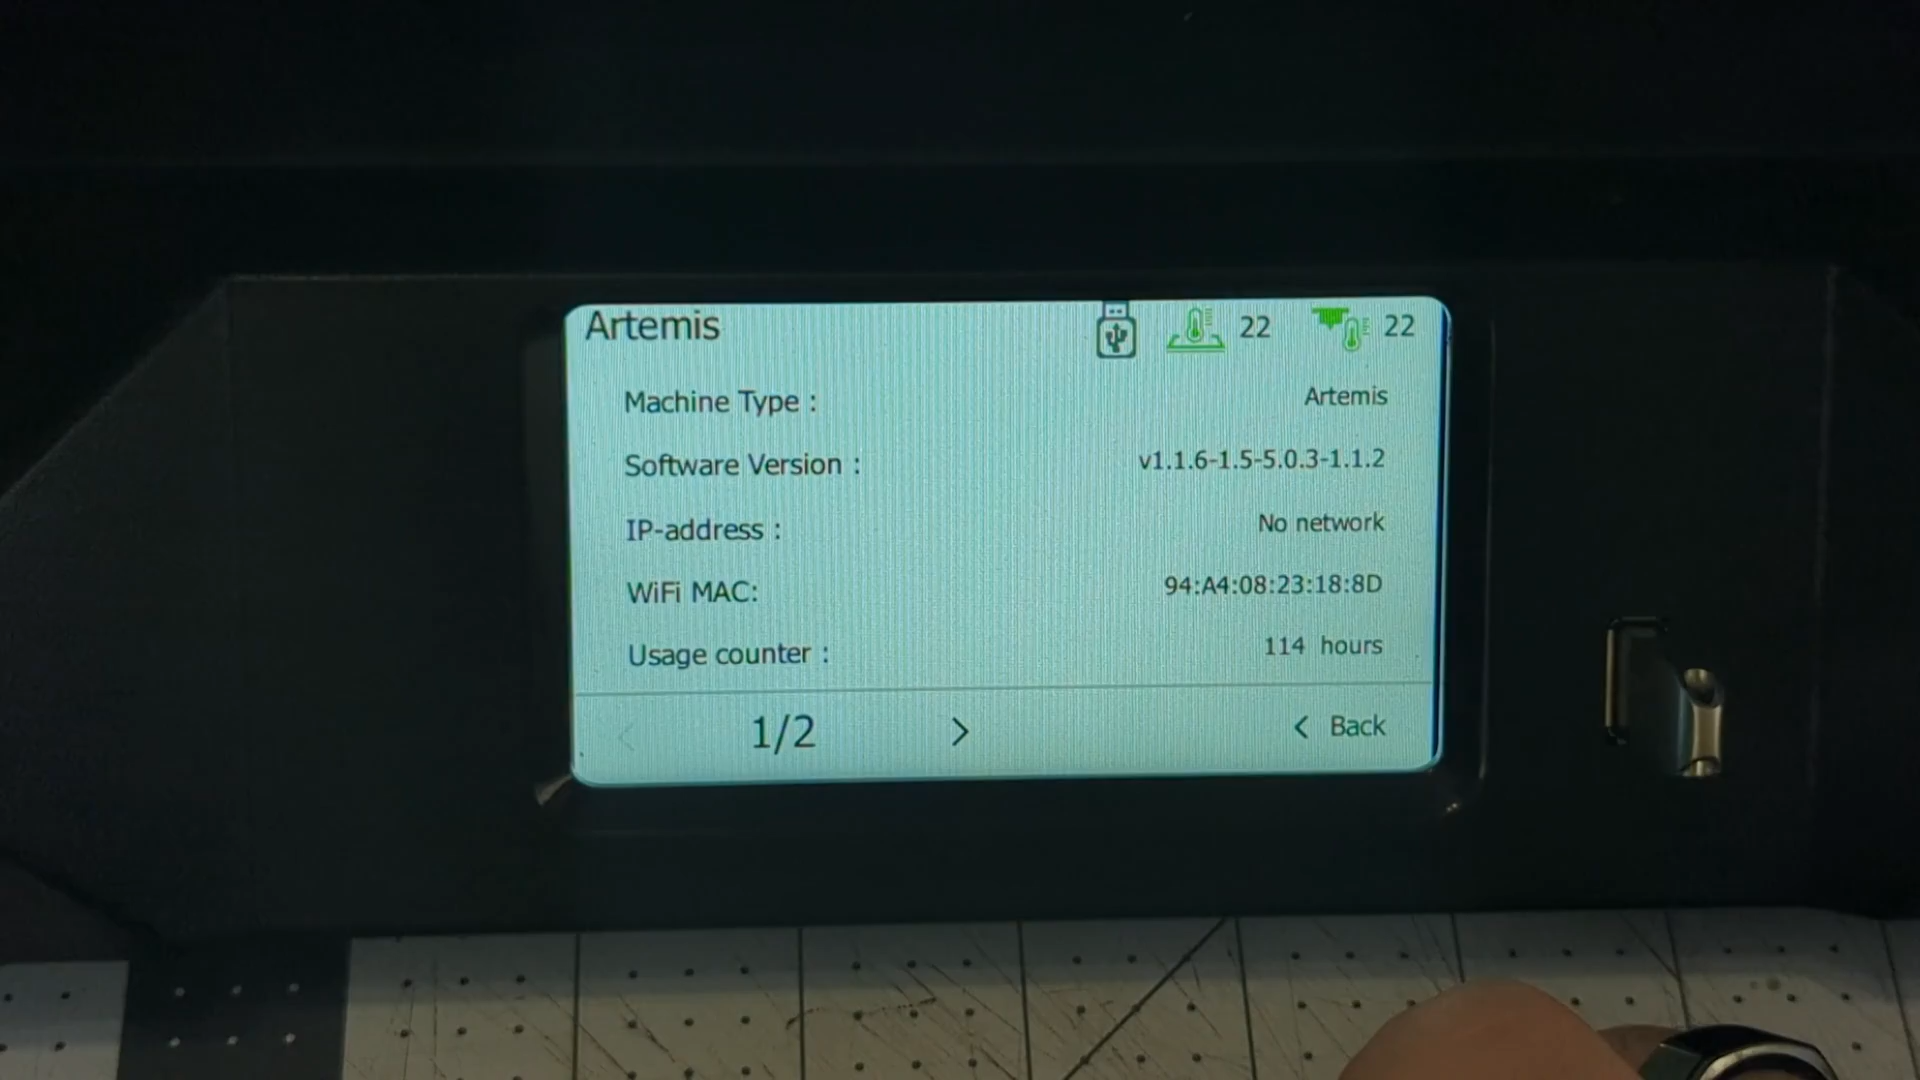 Artemis 22 22
Machine Type : Artemis
Software Version : v1.1.6-1.5-5.0.3-1.1.2
IP-address : No network
WiFi MAC: 94:A4:08:23:18:8D
Usage counter : 114 hours
< 1/2 > < Back